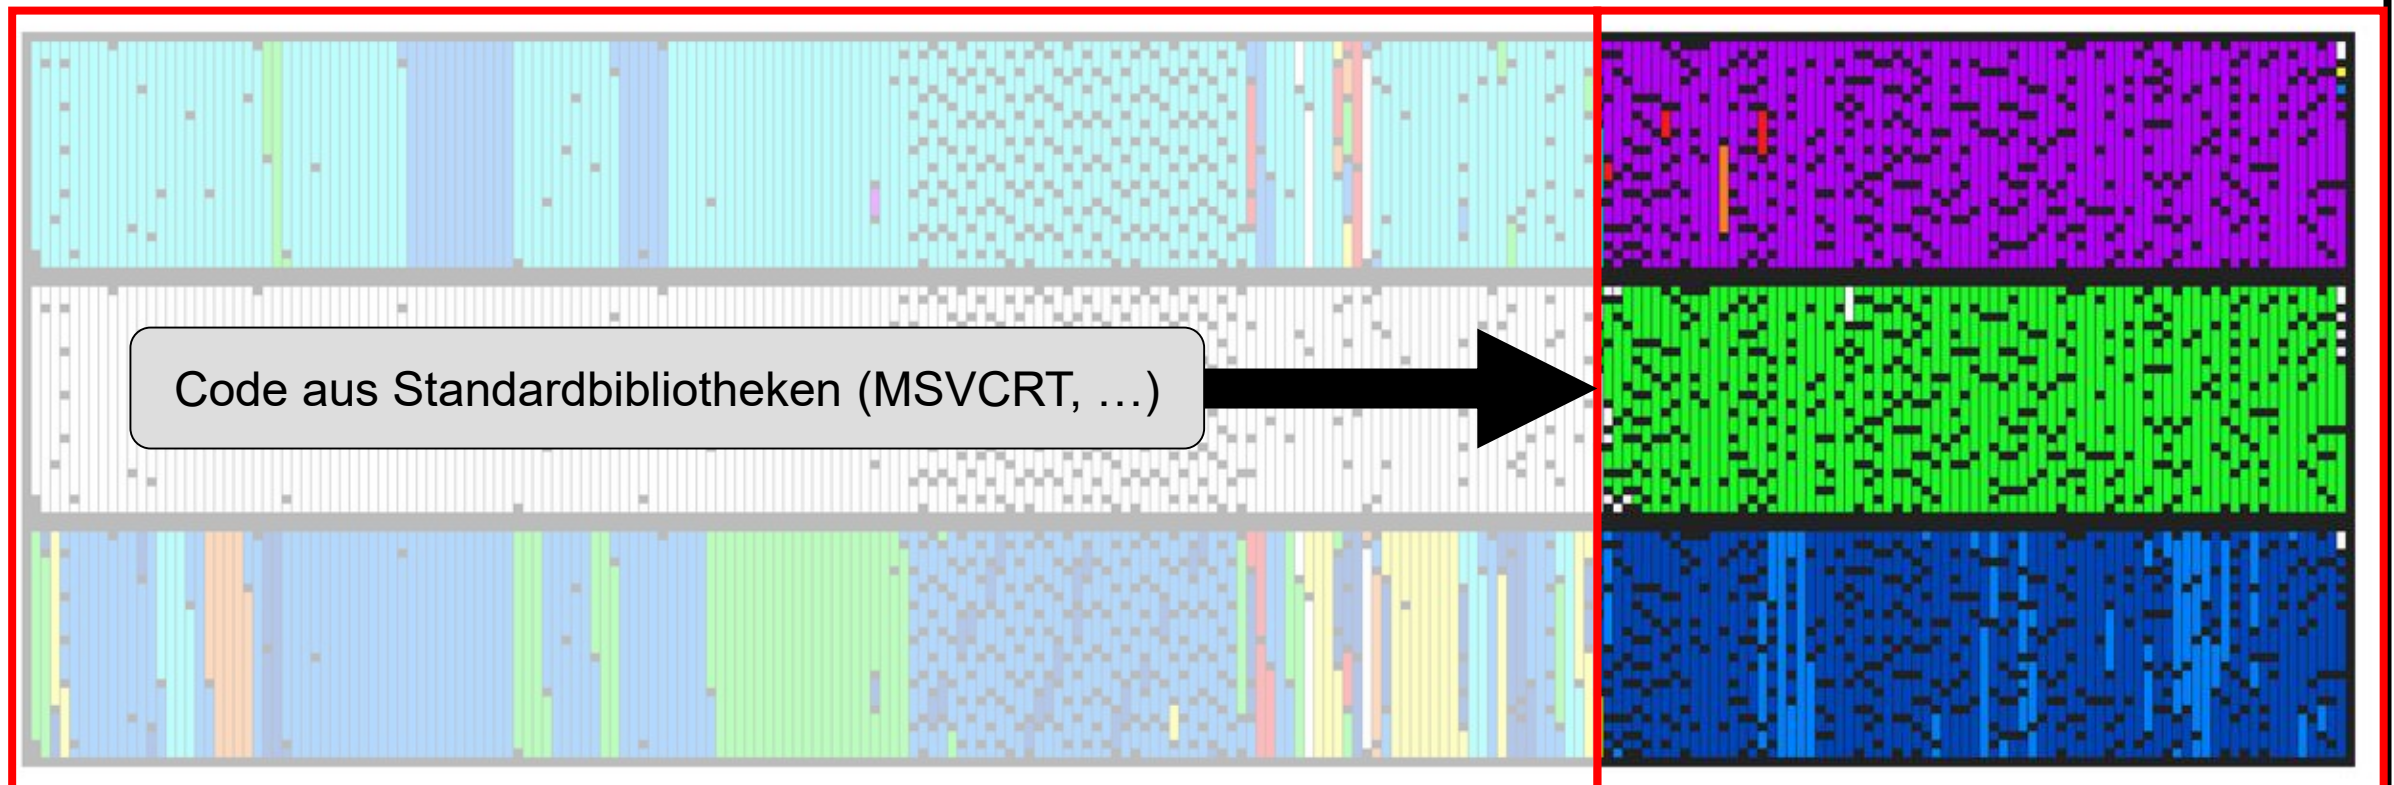 Code aus Standardbibliotheken (MSVCRT, …)